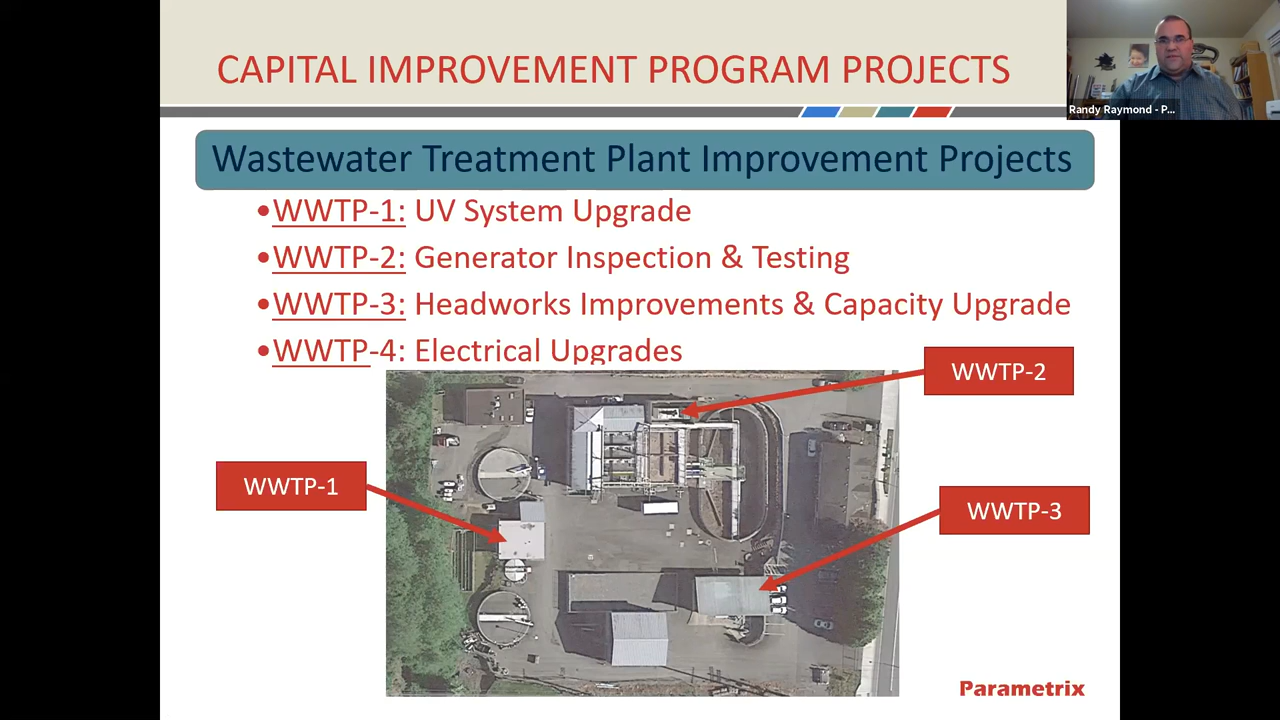 CAPITAL IMPROVEMENT PROGRAM PROJECTS
Randy Raymond - P...
Wastewater Treatment Plant Improvement Projects
•WWTP-1: UV System Upgrade
•WWTP-2: Generator Inspection & Testing
•WWTP-3: Headworks Improvements & Capacity Upgrade
•WWTP-4: Electrical Upgrades
WWTP-2
WWTP-1
WWTP-3
Parametrix